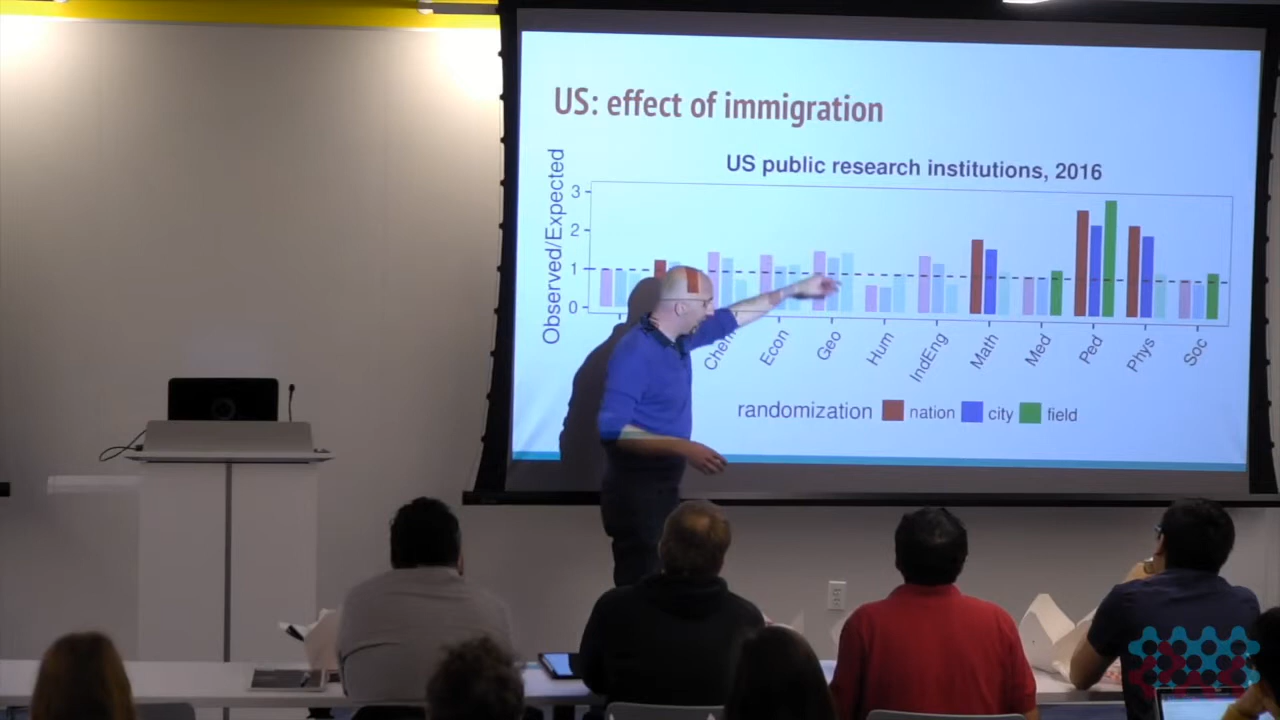 US: effect of immigration
US public research institutions, 2016
Observed/Expected
3
2
1
0
Chem
Econ
Geo
Hum
IndEng
Math
Med
Ped
Phys
Soc
randomization nation city field